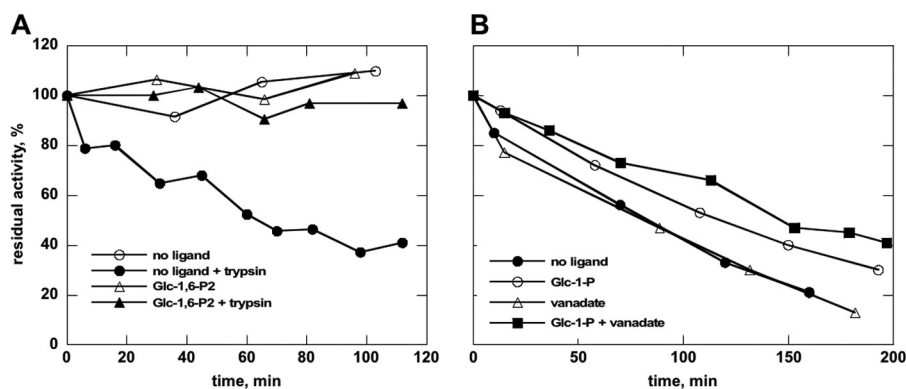 A
B
120
100
80
60
40
20
0
residual activity, %
no ligand
no ligand + trypsin
Glc-1,6-P2
Glc-1,6-P2 + trypsin
0 20 40 60 80 100 120
time, min
no ligand
Glc-1-P
vanadate
Glc-1-P + vanadate
0 50 100 150 200
time, min